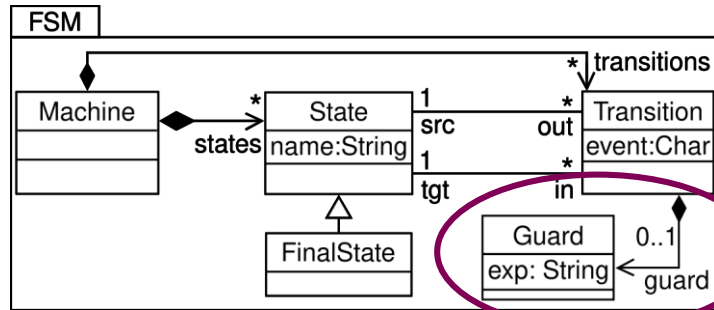 FSM
* transitions
Machine
* states
State
name:String
1 src
* out
1 tgt
* in
Transition
event:Char
FinalState
Guard
exp: String
0..1
guard